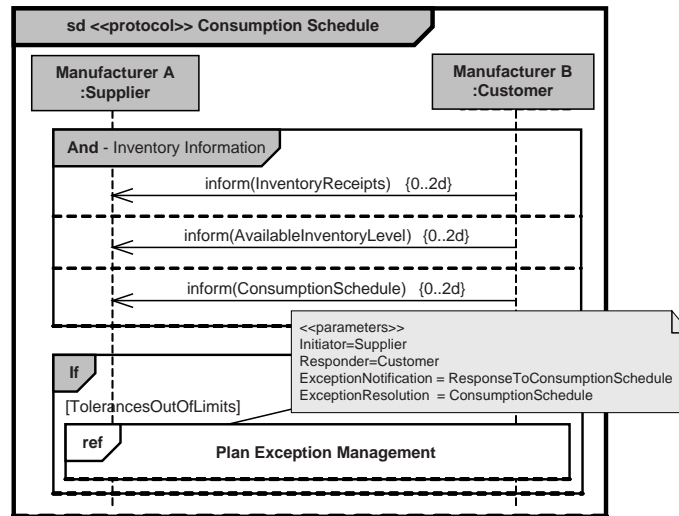 sd <<protocol>> Consumption Schedule
Manufacturer A
:Supplier
Manufacturer B
:Customer
And - Inventory Information
inform(InventoryReceipts) {0..2d}
inform(AvailableInventoryLevel) {0..2d}
inform(ConsumptionSchedule) {0..2d}
<<parameters>>
Initiator=Supplier
Responder=Customer
ExceptionNotification = ResponseToConsumptionSchedule
ExceptionResolution = ConsumptionSchedule
If
[TolerancesOutOfLimits]
ref
Plan Exception Management